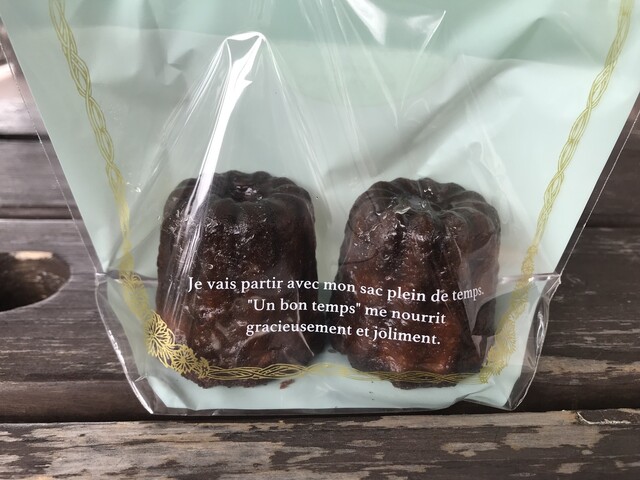 Je vais partir avec mon sac plein de temps.
"Un bon temps" me nourrit
gracieusement et joliment.